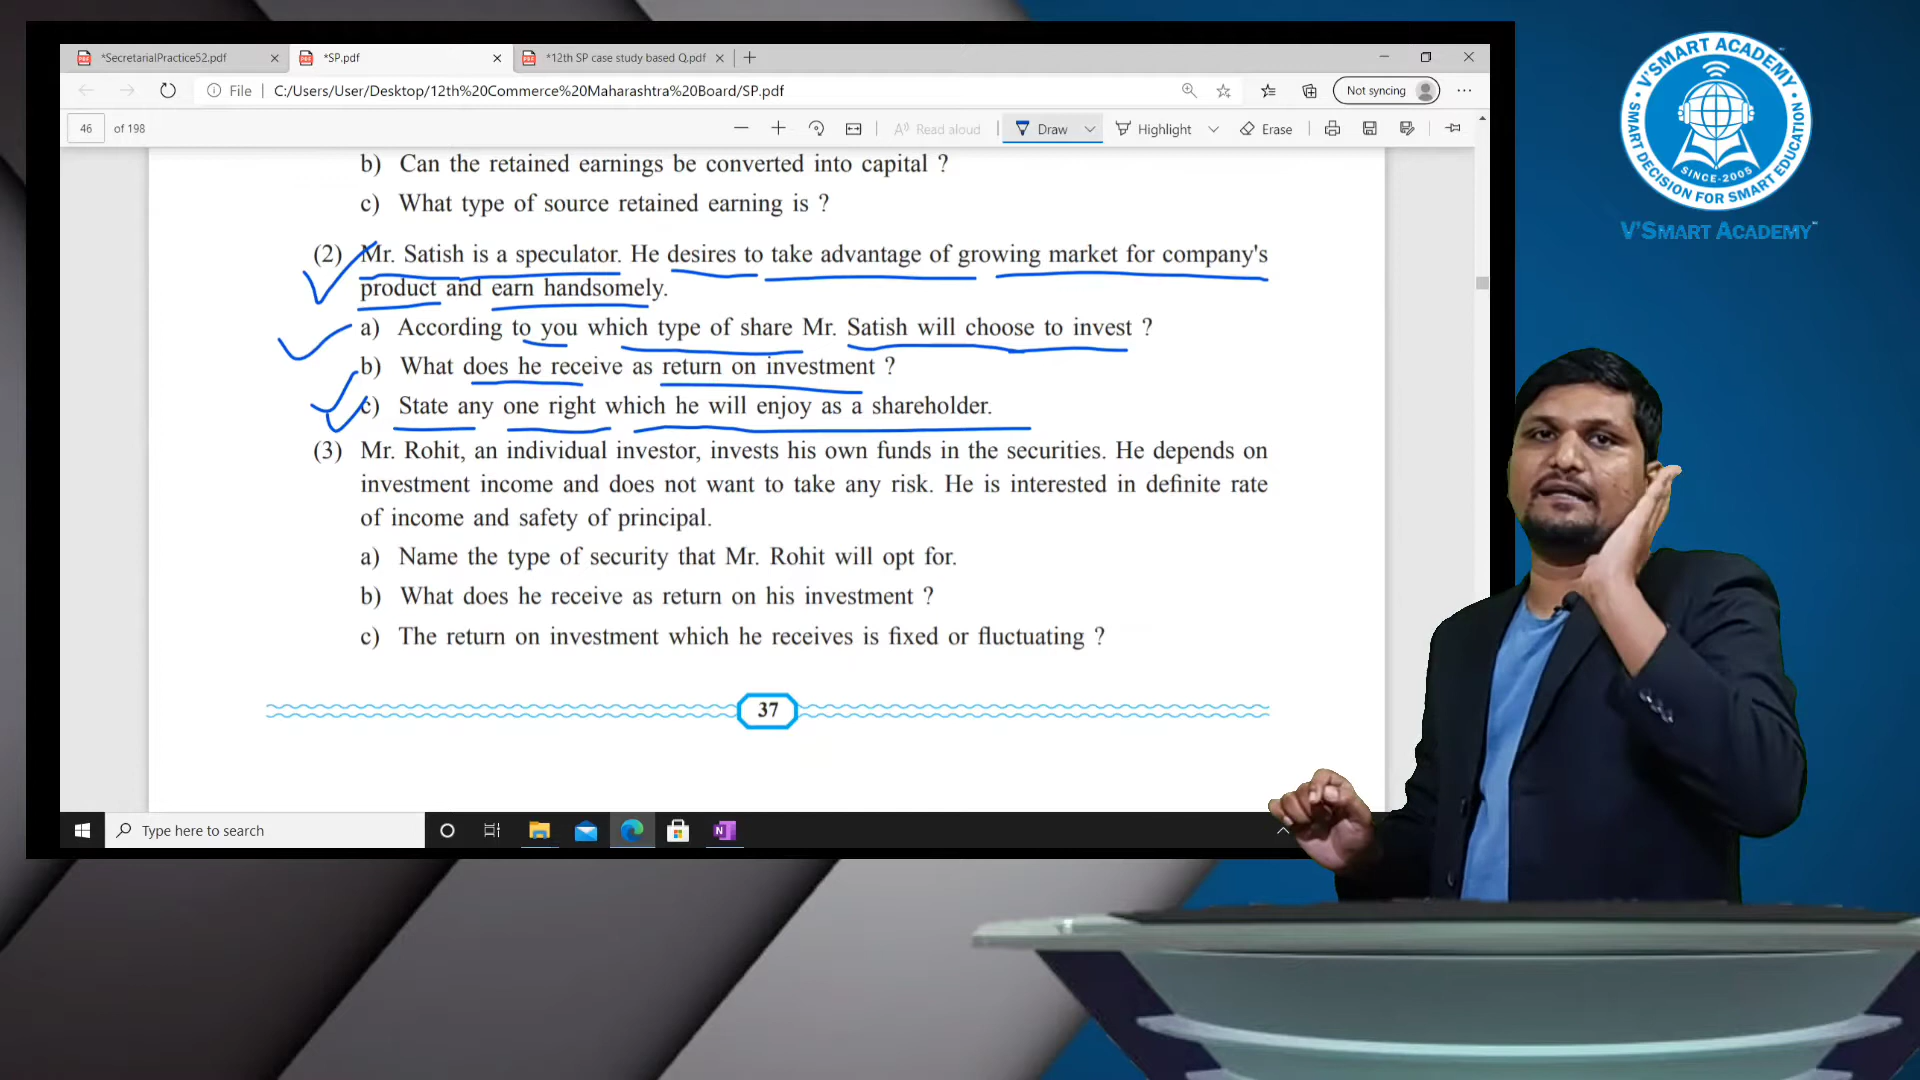 *SecretarialPractice52.pdf
*SP.pdf
*12th SP case study based Q.pdf
File
C:/Users/User/Desktop/12th%20Commerce%20Maharashtra%20Board/SP.pdf
Not syncing
46 of 198
Read aloud
Draw
Highlight
Erase
b) Can the retained earnings be converted into capital ?
c) What type of source retained earning is ?
(2) Mr. Satish is a speculator. He desires to take advantage of growing market for company's
product and earn handsomely.
a) According to you which type of share Mr. Satish will choose to invest ?
b) What does he receive as return on investment ?
c) State any one right which he will enjoy as a shareholder.
(3) Mr. Rohit, an individual investor, invests his own funds in the securities. He depends on
investment income and does not want to take any risk. He is interested in definite rate
of income and safety of principal.
a) Name the type of security that Mr. Rohit will opt for.
b) What does he receive as return on his investment ?
c) The return on investment which he receives is fixed or fluctuating ?
37
Type here to search
V'SMART ACADEMY
SMART DECISION FOR SMART EDUCATION
SINCE-2005
V'SMART ACADEMY